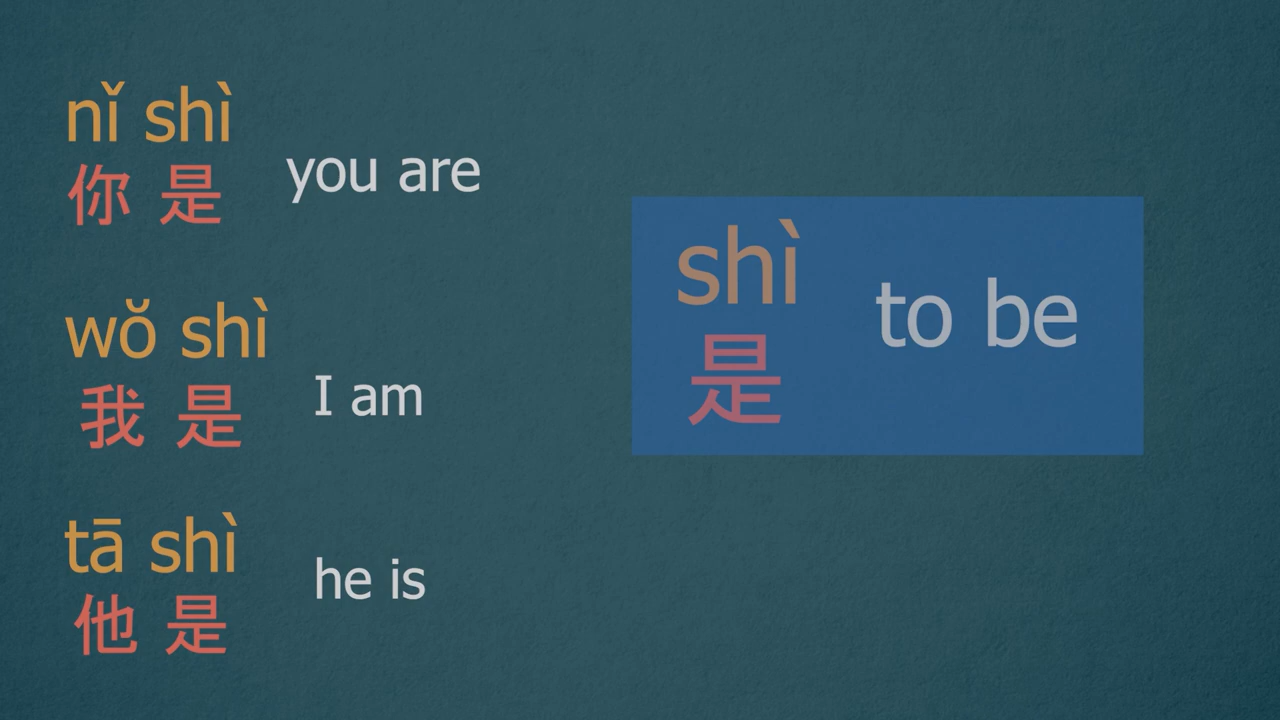 nǐ shì
你 是
you are
wŏ shì
我 是
I am
tā shì
他 是
he is
shì
是
to be